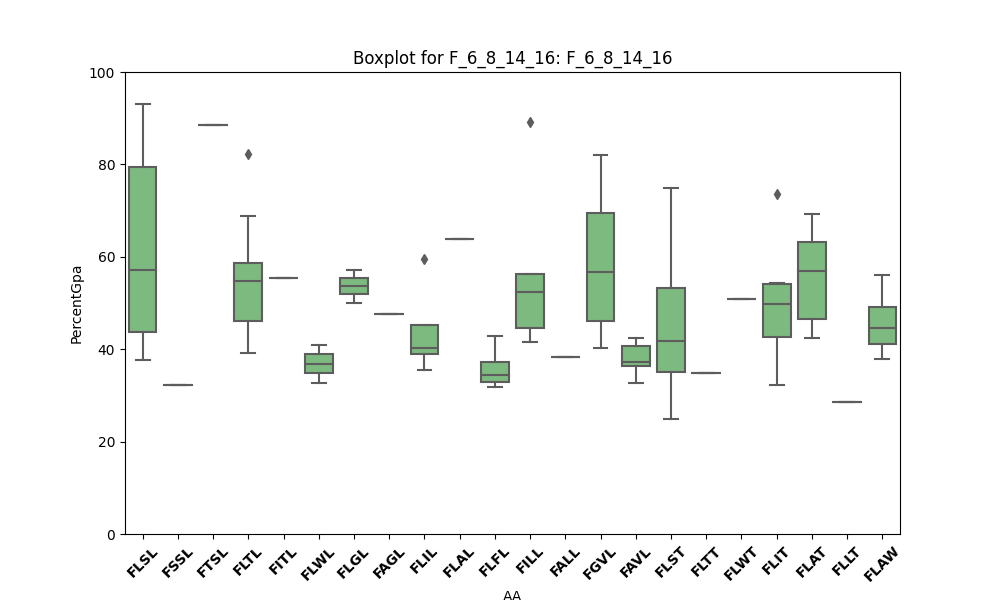 Boxplot for F_6_8_14_16: F_6_8_14_16
100
80
60
40
20
0
PercentGpa
FLSL FSSL FTSL FLTL FITL FLWL FLGL FAGL FLIL FLAL FLFL FILL FALL FGVL FAVL FLST FLTT FLWT FLIT FLAT FLLT FLAW
AA